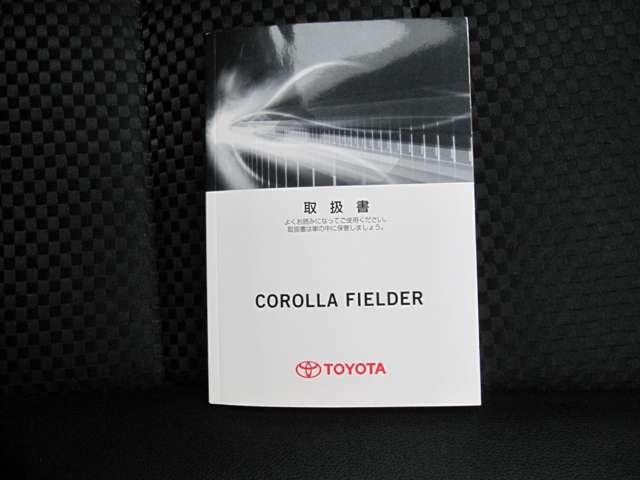 取扱書
よくお読みになってご使用ください。
取扱書は車の中に保管しましょう。
COROLLA FIELDER
TOYOTA